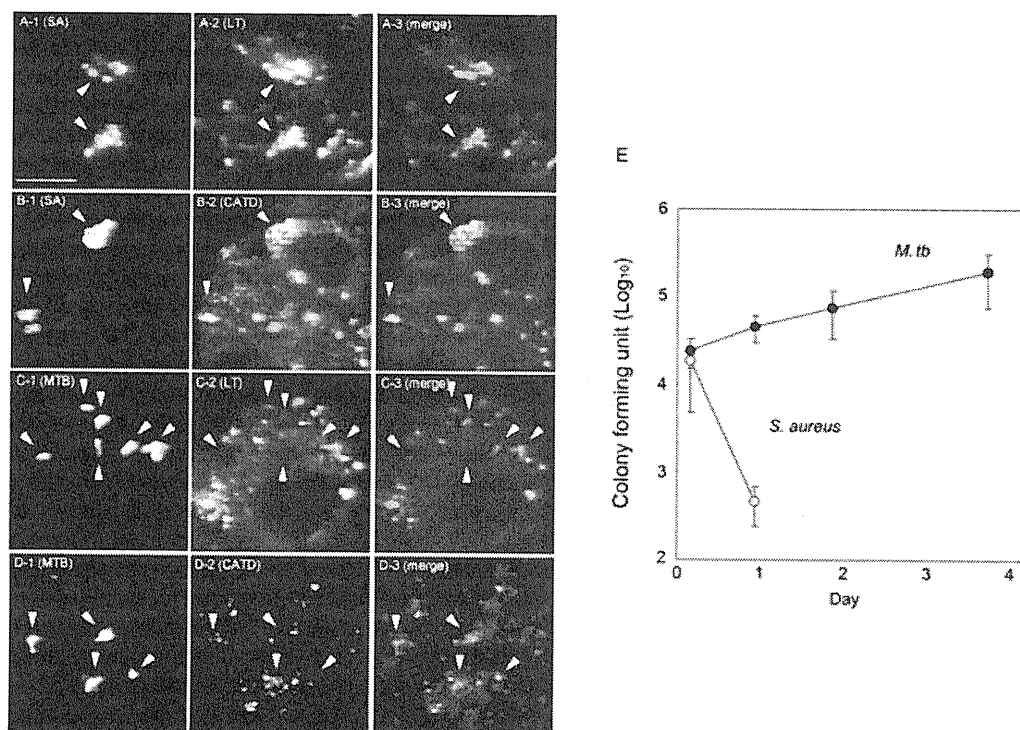 A-1 (SA)
A-2 (LT)
A-3 (merge)
B-1 (SA)
B-2 (CATD)
B-3 (merge)
C-1 (MTB)
C-2 (LT)
C-3 (merge)
D-1 (MTB)
D-2 (CATD)
D-3 (merge)
E
Colony forming unit (Log₁₀)
6
5
4
3
2
M. tb
S. aureus
0
1
2
3
4
Day